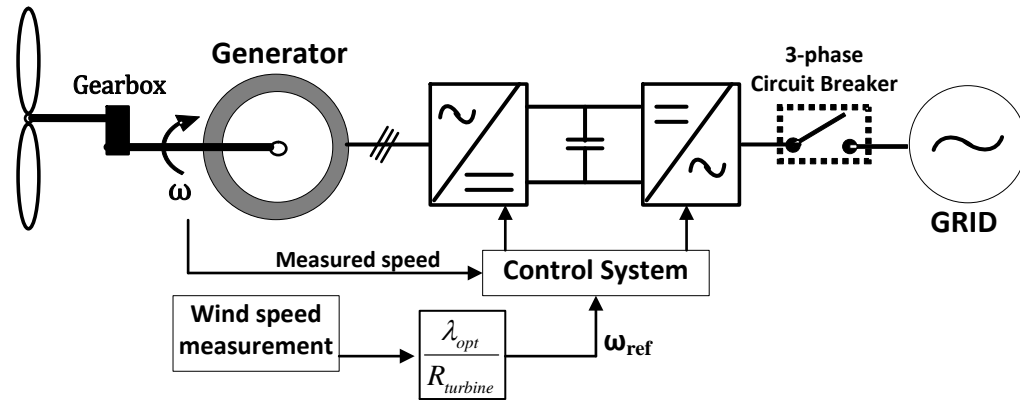 Generator
3-phase
Circuit Breaker
Gearbox
ω
GRID
Measured speed
Control System
Wind speed
measurement
λopt
Rturbine
ωref